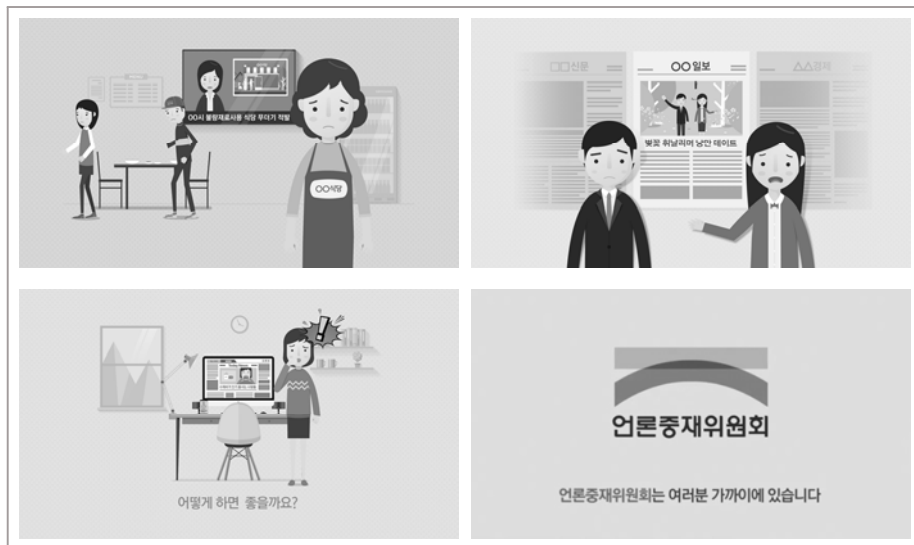 OO시 불량재료사용 식당 무더기 적발
OO식당
□□신문
OO일보
△△경제
벚꽃 휘날리며 낭만 데이트
어떻게 하면 좋을까요?
언론중재위원회
언론중재위원회는 여러분 가까이에 있습니다